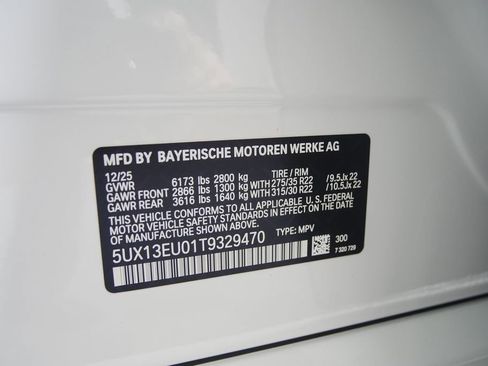 MFD BY BAYERISCHE MOTOREN WERKE AG
12/25 TIRE / RIM
GVWR 6173 lbs 2800 kg
GAWR FRONT 2866 lbs 1300 kg WITH 275/35 R22 /9.5Jx 22
GAWR REAR 3616 lbs 1640 kg WITH 315/30 R22 /10.5Jx 22
THIS VEHICLE CONFORMS TO ALL APPLICABLE U. S. FEDERAL
MOTOR VEHICLE SAFETY STANDARDS IN EFFECT ON THE DATE
OF MANUFACTURE SHOWN ABOVE.
5UX13EU01T9329470 TYPE: MPV 300
7 320 729